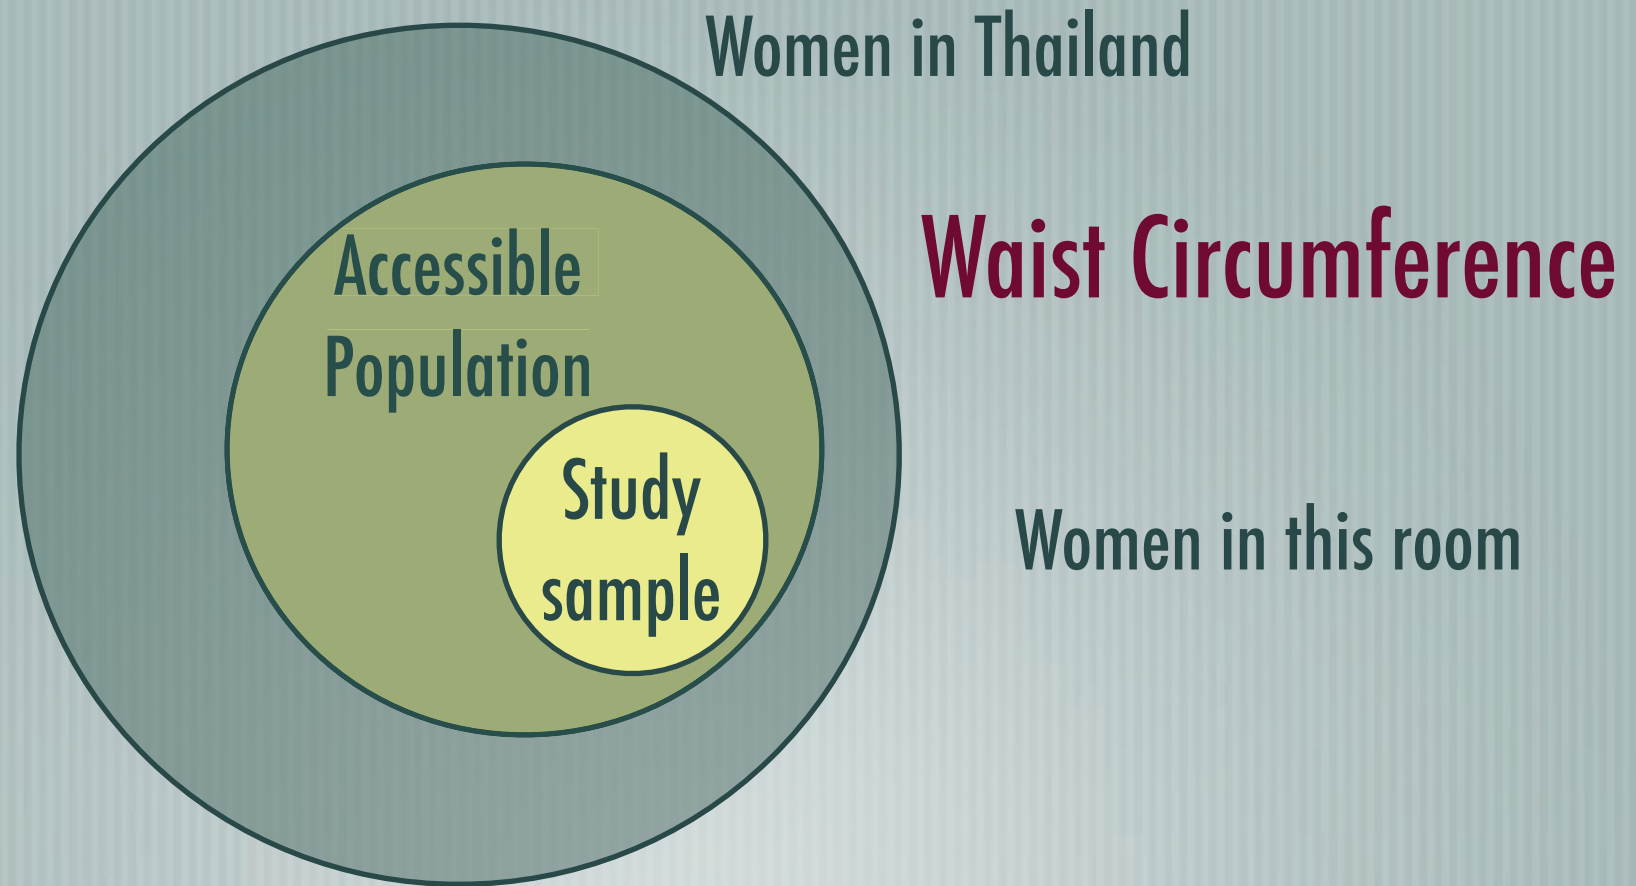 Women in Thailand
Waist Circumference
Accessible
Population
Study
sample
Women in this room